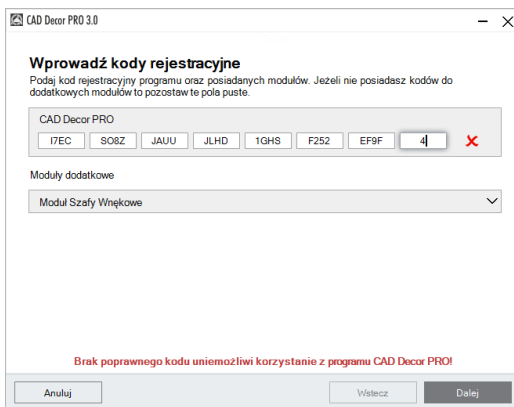 CAD Decor PRO 3.0
Wprowadź kody rejestracyjne
Podaj kod rejestracyjny programu oraz posiadanych modułów. Jeżeli nie posiadasz kodów do
dodatkowych modułów to pozostaw te pola puste.
CAD Decor PRO
I7EC SO8Z JAUU JLHD 1GHS F252 EF9F 4
Moduły dodatkowe
Moduł Szafy Wnękowe
Brak poprawnego kodu uniemożliwi korzystanie z programu CAD Decor PRO!
Anuluj Wstecz Dalej